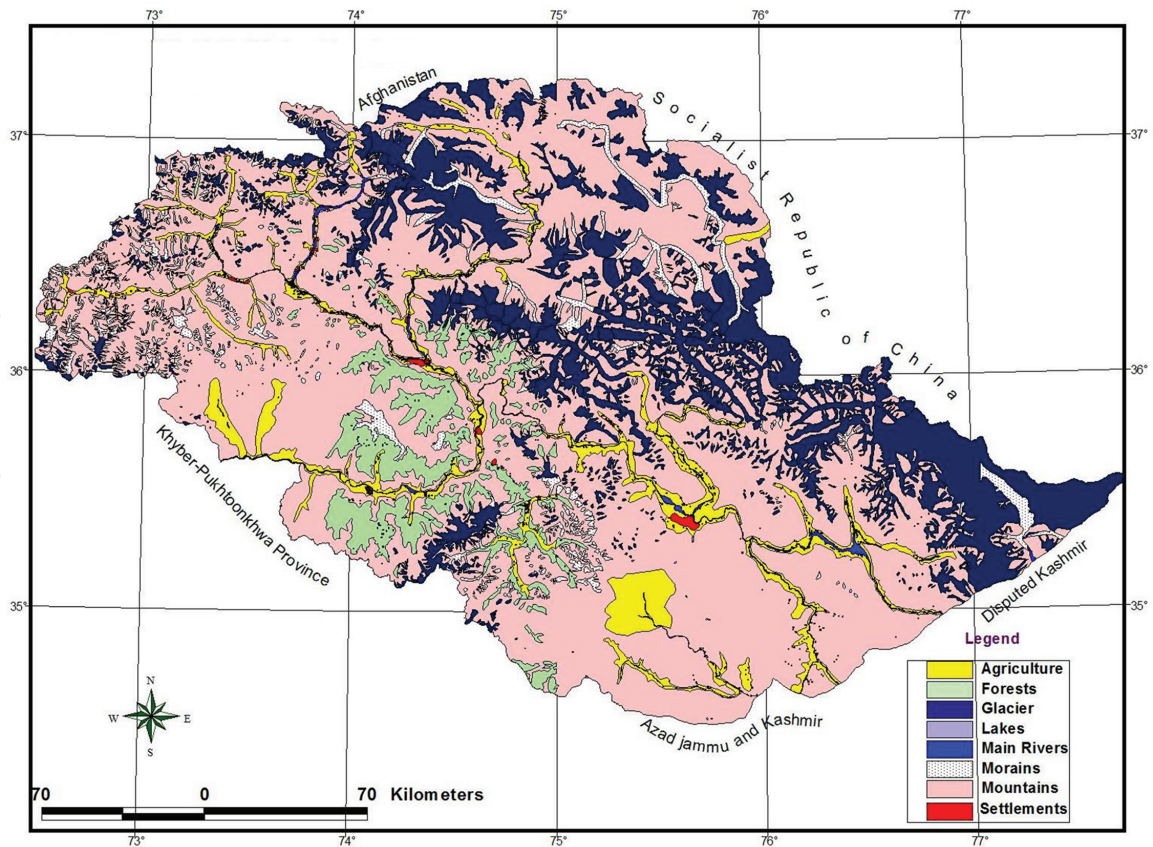 73°
74°
75°
76°
77°
Afghanistan
Socialist Republic of China
37°
37°
36°
36°
Khyber-Pukhtoonkhwa Province
Disputed Kashmir
35°
35°
Azad jammu and Kashmir
Legend
Agriculture
Forests
Glacier
Lakes
Main Rivers
Morains
Mountains
Settlements
N
W
E
S
70
0
70 Kilometers
73°
74°
75°
76°
77°